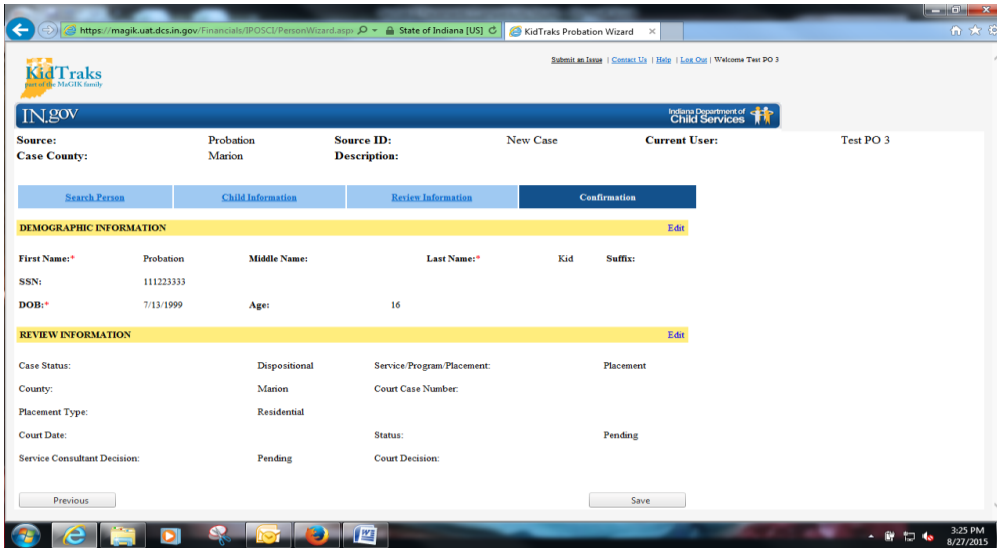 https://magik.uat.dcs.in.gov/Financials/IPOSCI/PersonWizard.asp State of Indiana [US] KidTraks Probation Wizard
KidTraks
part of the MaGIK family
Submit an Issue | Contact Us | Help | Log Out | Welcome Test PO 3
IN.gov Indiana Department of Child Services
Source: Probation Source ID: New Case Current User: Test PO 3
Case County: Marion Description:
Search Person Child Information Review Information Confirmation
DEMOGRAPHIC INFORMATION Edit
First Name:* Probation Middle Name: Last Name:* Kid Suffix:
SSN: 111223333
DOB:* 7/13/1999 Age: 16
REVIEW INFORMATION Edit
Case Status: Dispositional Service/Program/Placement: Placement
County: Marion Court Case Number:
Placement Type: Residential
Court Date: Status: Pending
Service Consultant Decision: Pending Court Decision:
Previous Save
3:25 PM
8/27/2015